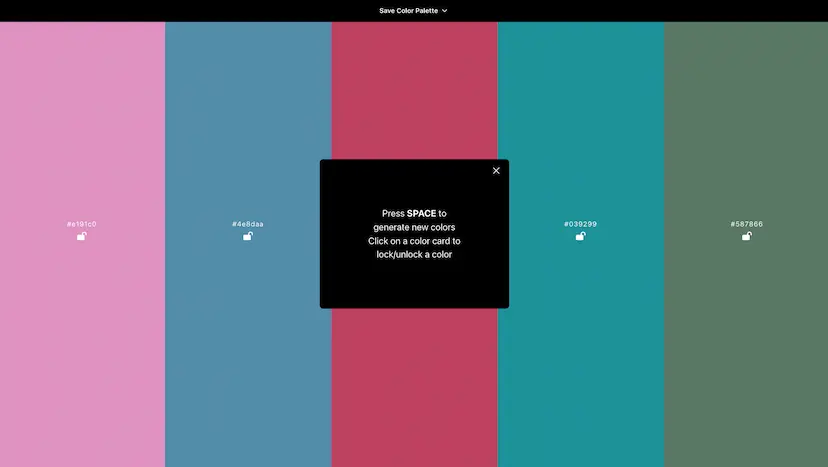 Save Color Palette
#e191c0
#4e8daa
Press SPACE to
generate new colors
Click on a color card to
lock/unlock a color
#039299
#587866